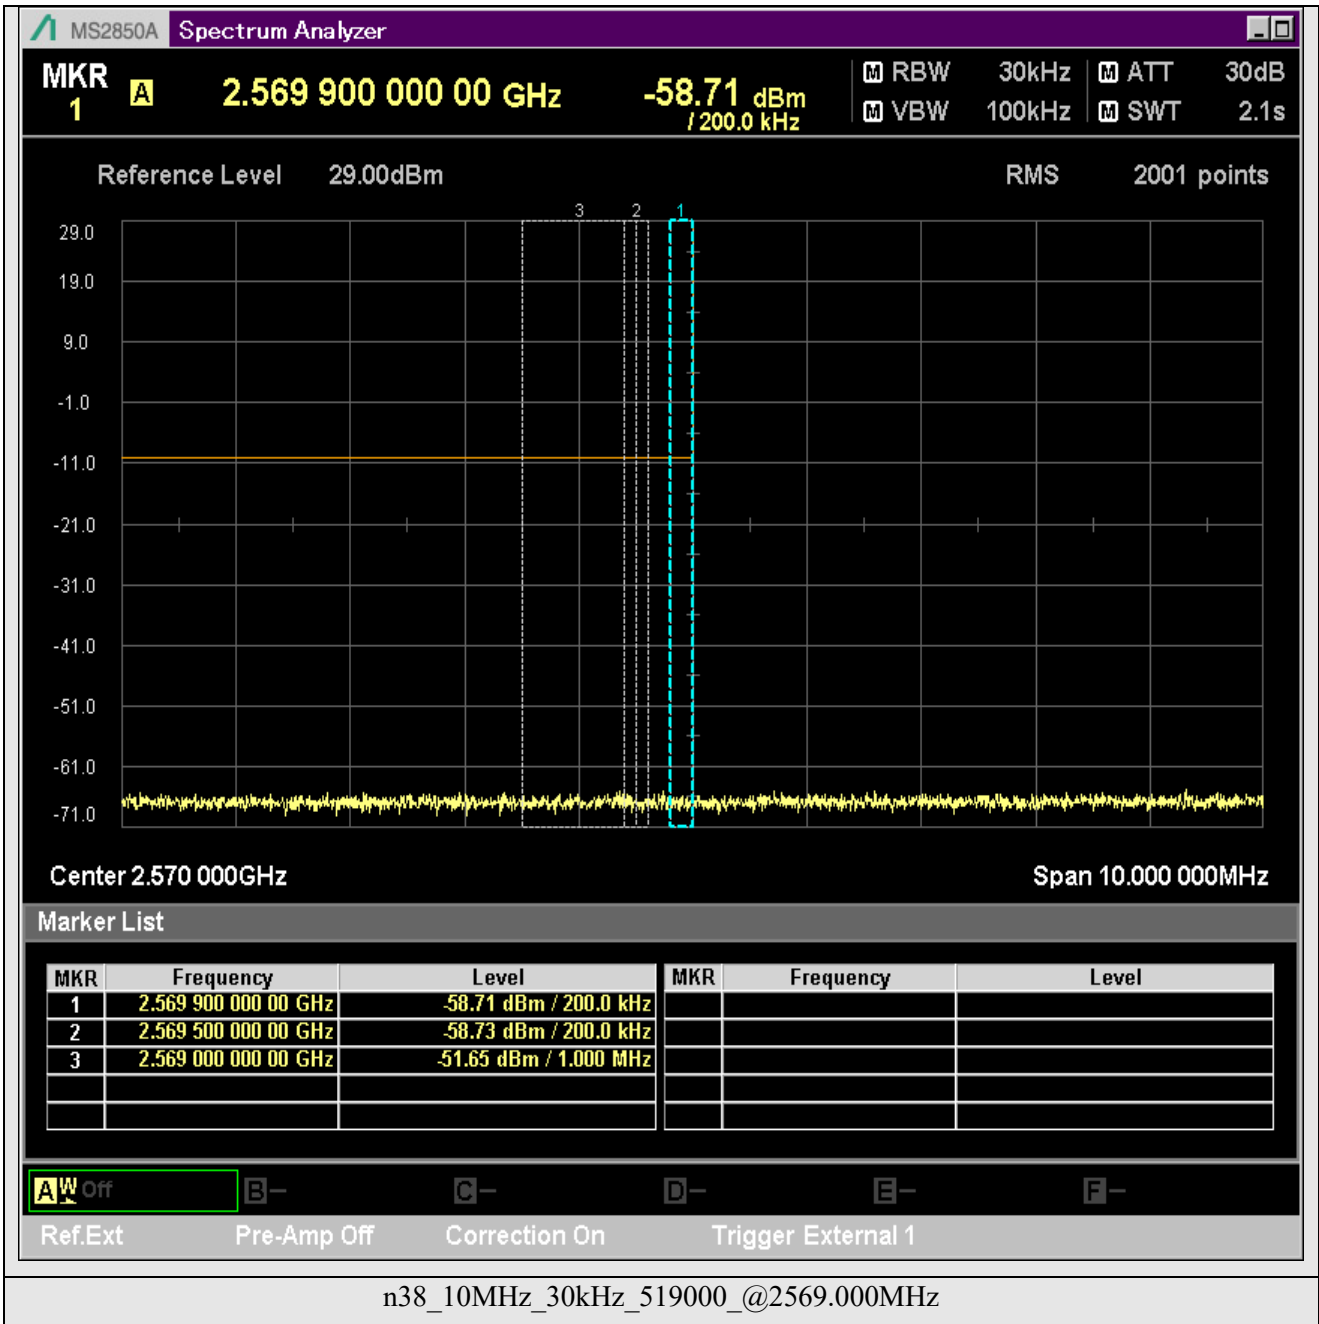 MS2850A Spectrum Analyzer
MKR 1 A 2.569 900 000 00 GHz -58.71 dBm / 200.0 kHz
M RBW 30kHz M ATT 30dB
M VBW 100kHz M SWT 2.1s
Reference Level 29.00dBm RMS 2001 points
3 2 1
29.0
19.0
9.0
-1.0
-11.0
-21.0
-31.0
-41.0
-51.0
-61.0
-71.0
Center 2.570 000GHz Span 10.000 000MHz
Marker List
MKR Frequency Level MKR Frequency Level
1 2.569 900 000 00 GHz -58.71 dBm / 200.0 kHz
2 2.569 500 000 00 GHz -58.73 dBm / 200.0 kHz
3 2.569 000 000 00 GHz -51.65 dBm / 1.000 MHz
A W Off B- C- D- E- F-
Ref.Ext Pre-Amp Off Correction On Trigger External 1
n38_10MHz_30kHz_519000_@2569.000MHz